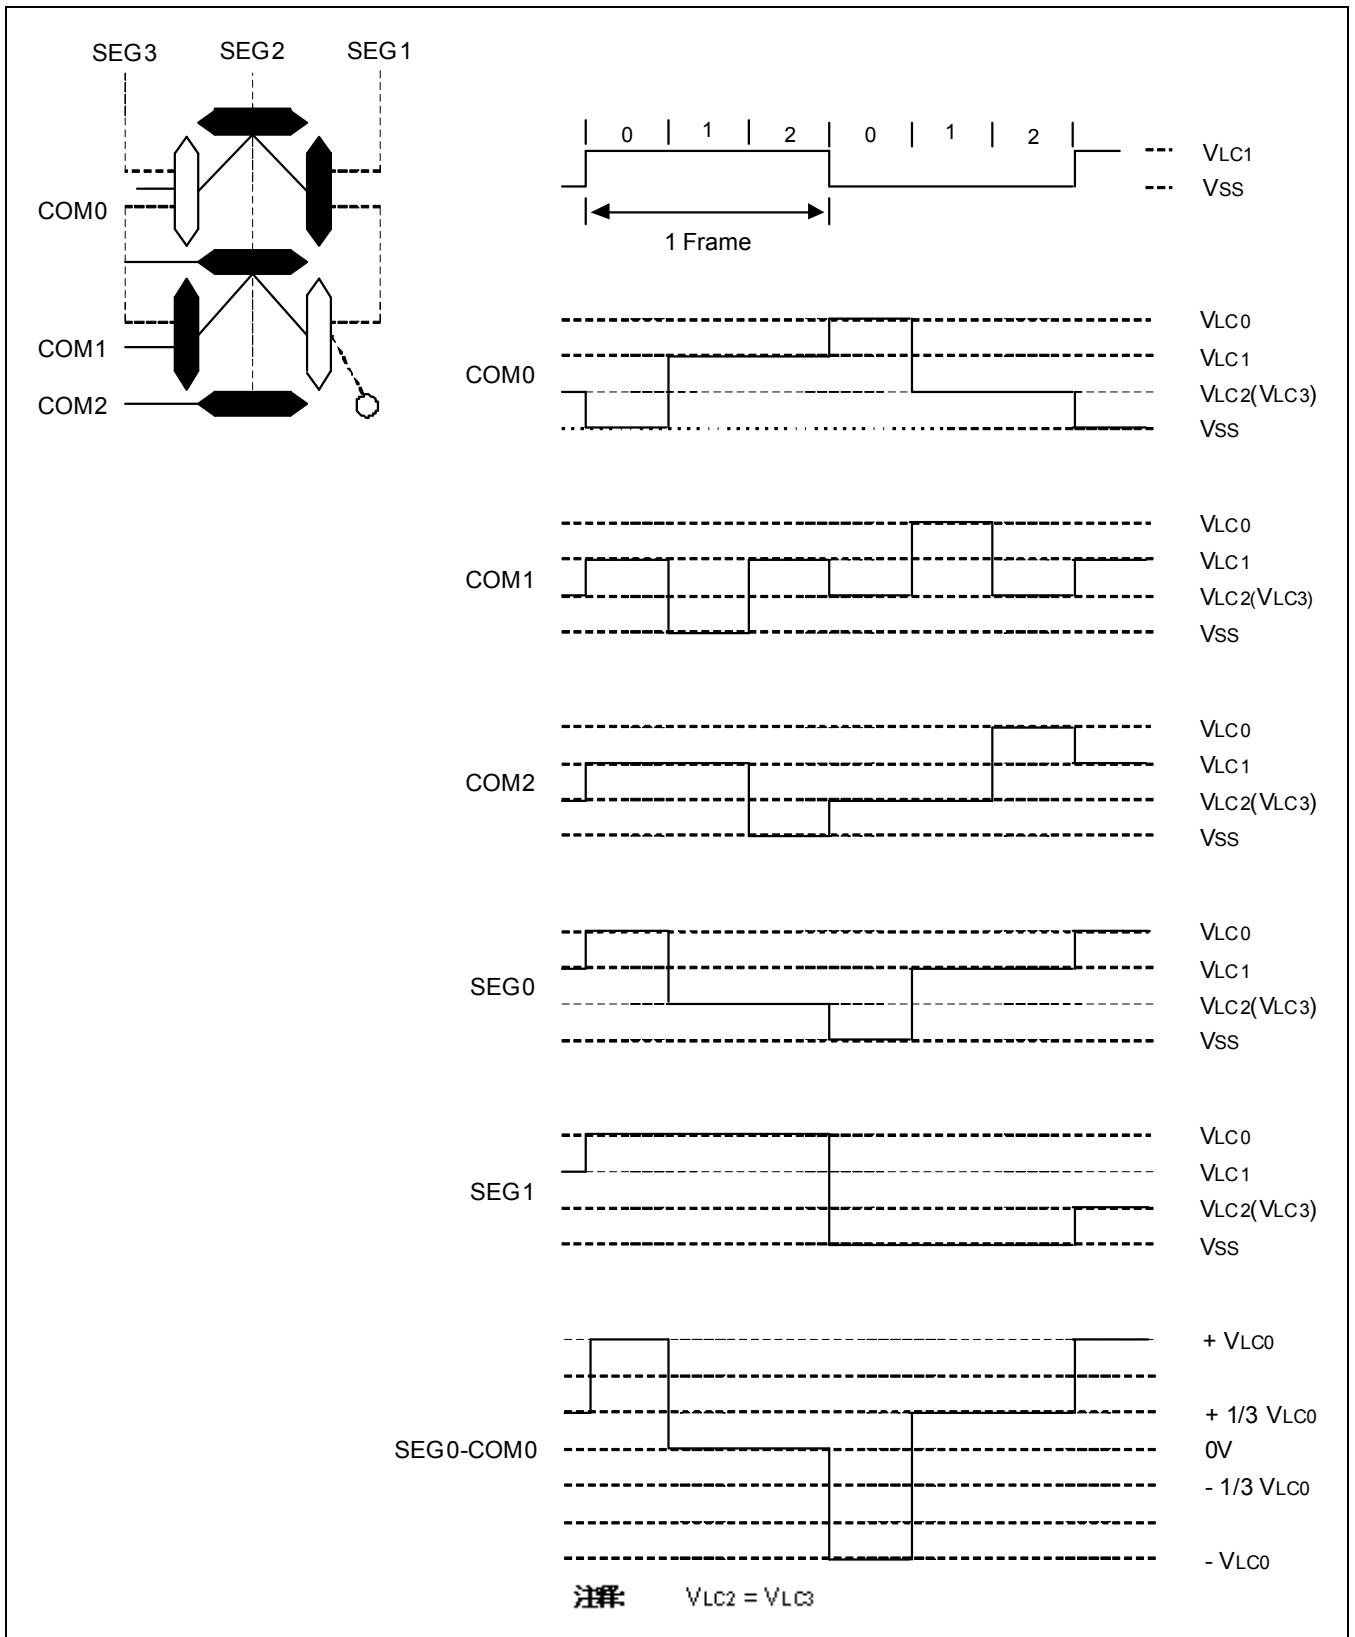 SEG3 SEG2 SEG1
0 1 2 0 1 2
VLC1
VSS
1 Frame
COM0
COM1
COM2
COM0
VLC0
VLC1
VLC2(VLC3)
VSS
COM1
VLC0
VLC1
VLC2(VLC3)
VSS
COM2
VLC0
VLC1
VLC2(VLC3)
VSS
SEG0
VLC0
VLC1
VLC2(VLC3)
VSS
SEG1
VLC0
VLC1
VLC2(VLC3)
VSS
SEG0-COM0
+ VLC0
+ 1/3 VLC0
0V
- 1/3 VLC0
- VLC0
注释: VLC2 = VLC3